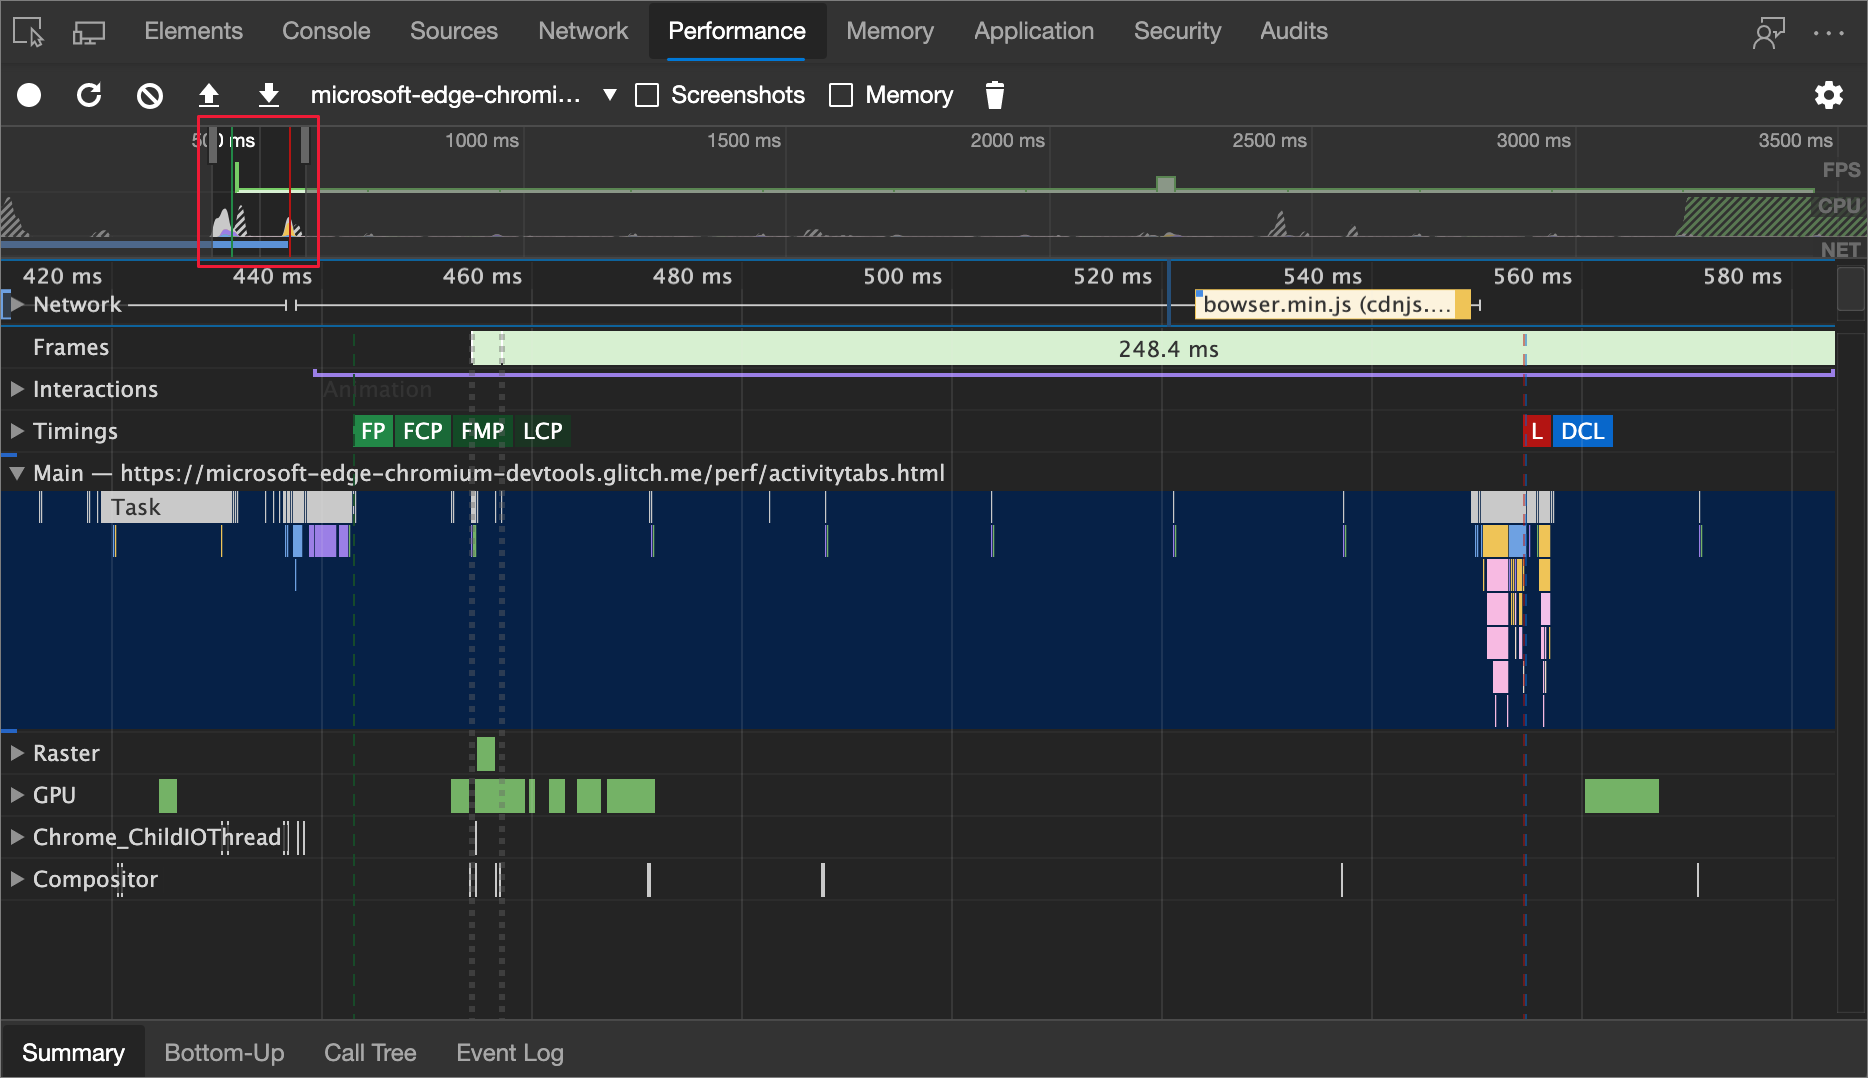 Elements Console Sources Network Performance Memory Application Security Audits
microsoft-edge-chromi... Screenshots Memory
500 ms 1000 ms 1500 ms 2000 ms 2500 ms 3000 ms 3500 ms
FPS
CPU
NET
420 ms 440 ms 460 ms 480 ms 500 ms 520 ms 540 ms 560 ms 580 ms
Network bowser.min.js (cdnjs....
Frames 248.4 ms
Interactions Animation
Timings FP FCP FMP LCP L DCL
Main — https://microsoft-edge-chromium-devtools.glitch.me/perf/activitytabs.html
Task
Raster
GPU
Chrome_ChildIOThread
Compositor
Summary Bottom-Up Call Tree Event Log